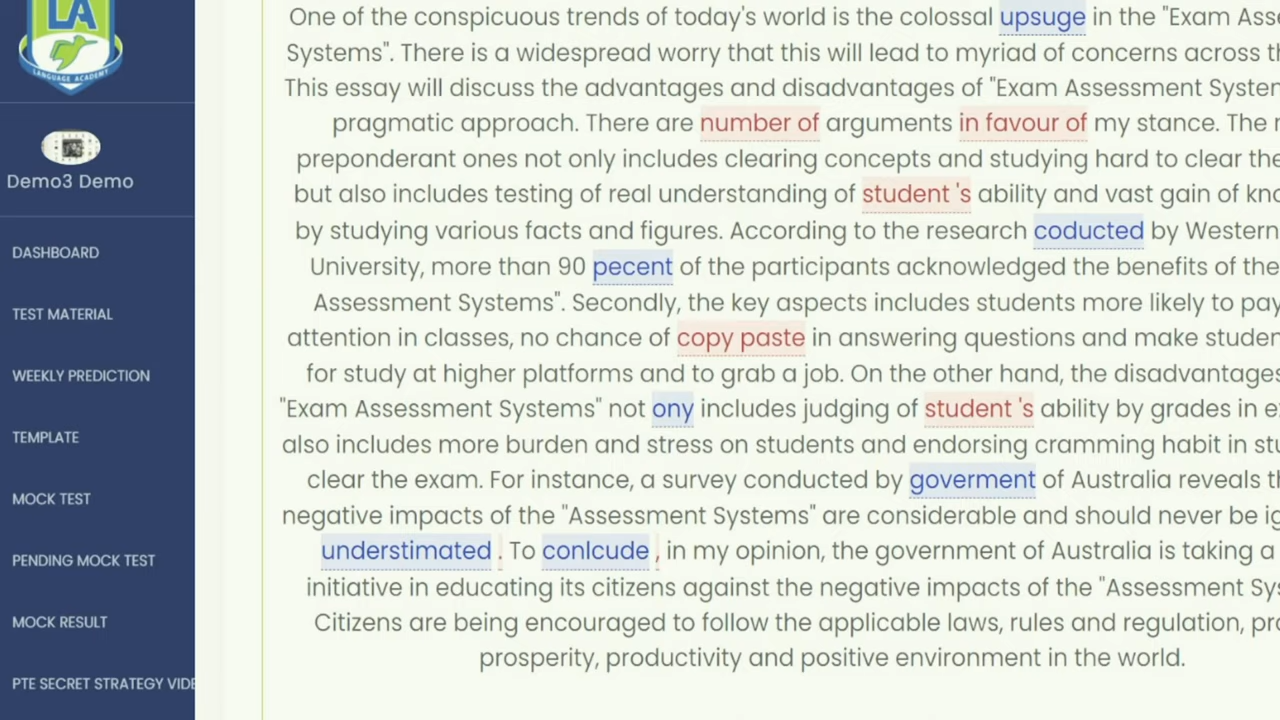 LA
LANGUAGE ACADEMY
Demo3 Demo
DASHBOARD
TEST MATERIAL
WEEKLY PREDICTION
TEMPLATE
MOCK TEST
PENDING MOCK TEST
MOCK RESULT
PTE SECRET STRATEGY VIDE
One of the conspicuous trends of today's world is the colossal upsuge in the "Exam Asse
Systems". There is a widespread worry that this will lead to myriad of concerns across th
This essay will discuss the advantages and disadvantages of "Exam Assessment System
pragmatic approach. There are number of arguments in favour of my stance. The m
preponderant ones not only includes clearing concepts and studying hard to clear the
but also includes testing of real understanding of student 's ability and vast gain of kno
by studying various facts and figures. According to the research coducted by Western
University, more than 90 pecent of the participants acknowledged the benefits of the
Assessment Systems". Secondly, the key aspects includes students more likely to pay
attention in classes, no chance of copy paste in answering questions and make studen
for study at higher platforms and to grab a job. On the other hand, the disadvantages
"Exam Assessment Systems" not ony includes judging of student 's ability by grades in ex
also includes more burden and stress on students and endorsing cramming habit in stu
clear the exam. For instance, a survey conducted by goverment of Australia reveals th
negative impacts of the "Assessment Systems" are considerable and should never be ig
understimated . To conlcude , in my opinion, the government of Australia is taking a
initiative in educating its citizens against the negative impacts of the "Assessment Sys
Citizens are being encouraged to follow the applicable laws, rules and regulation, pro
prosperity, productivity and positive environment in the world.